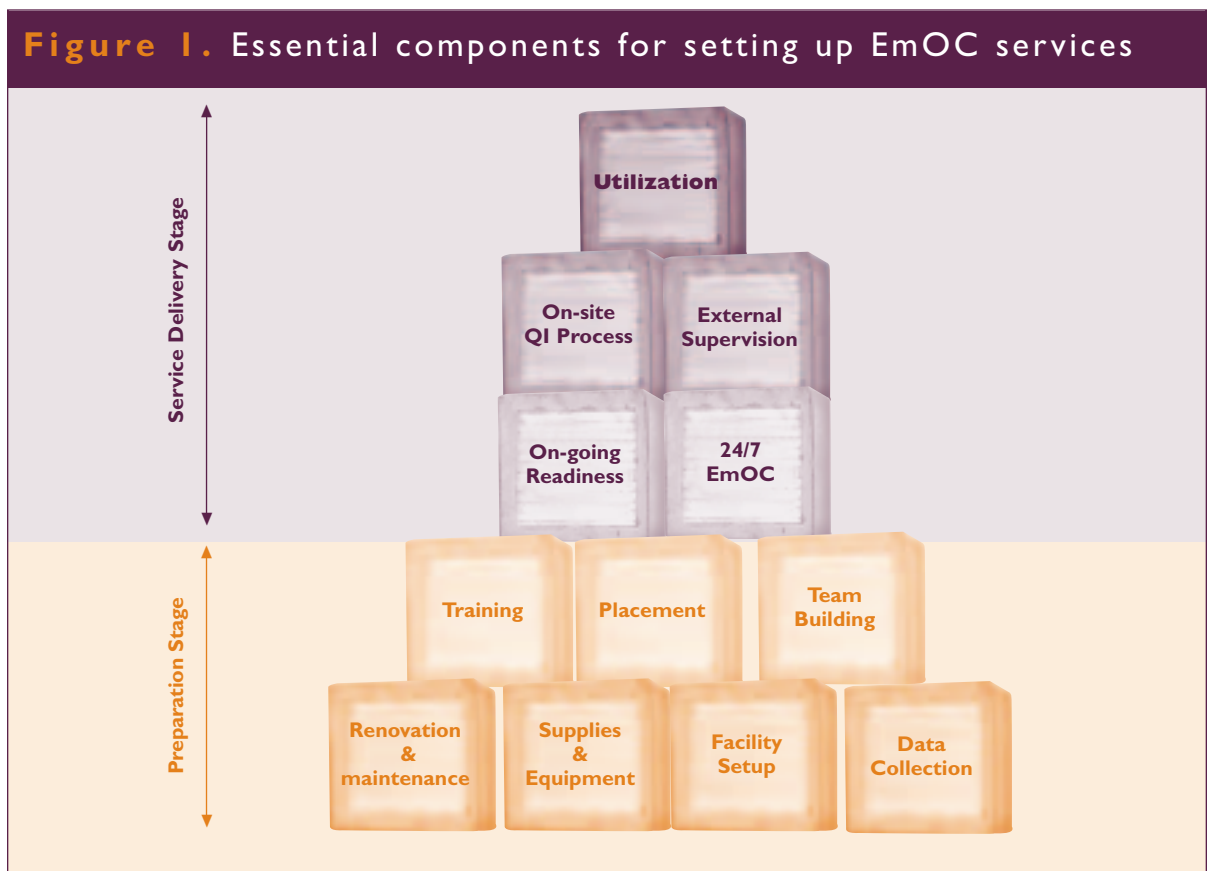 Figure 1. Essential components for setting up EmOC services
Service Delivery Stage
Utilization
On-site
QI Process
External
Supervision
On-going
Readiness
24/7
EmOC
Preparation Stage
Training
Placement
Team
Building
Renovation
&
maintenance
Supplies
&
Equipment
Facility
Setup
Data
Collection